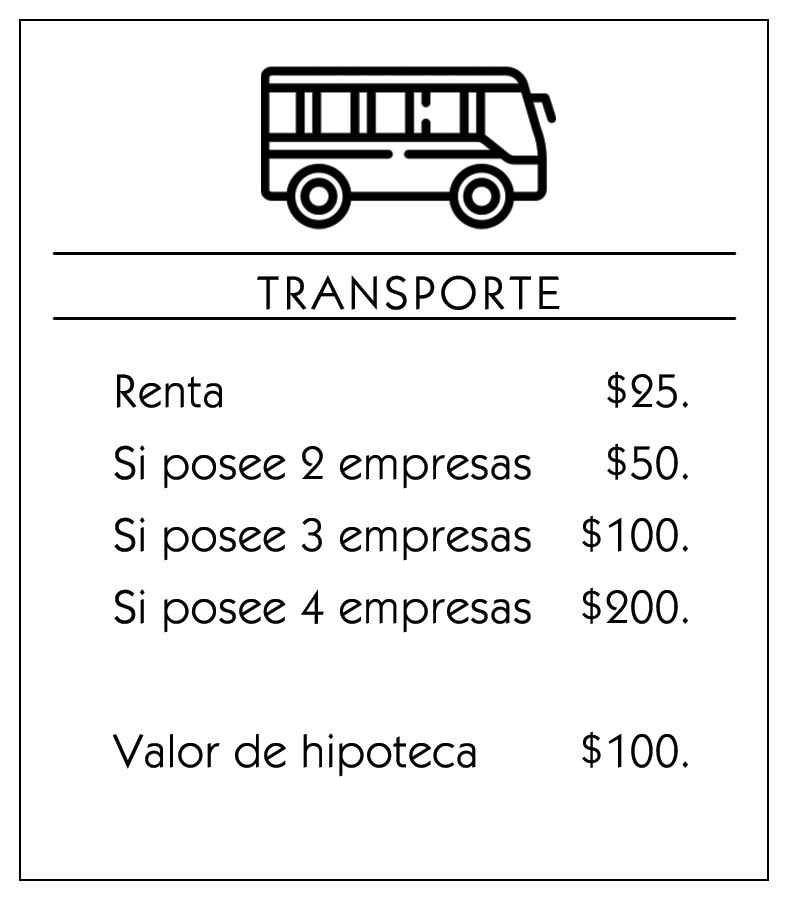 TRANSPORTE
Renta $25.
Si posee 2 empresas $50.
Si posee 3 empresas $100.
Si posee 4 empresas $200.
Valor de hipoteca $100.